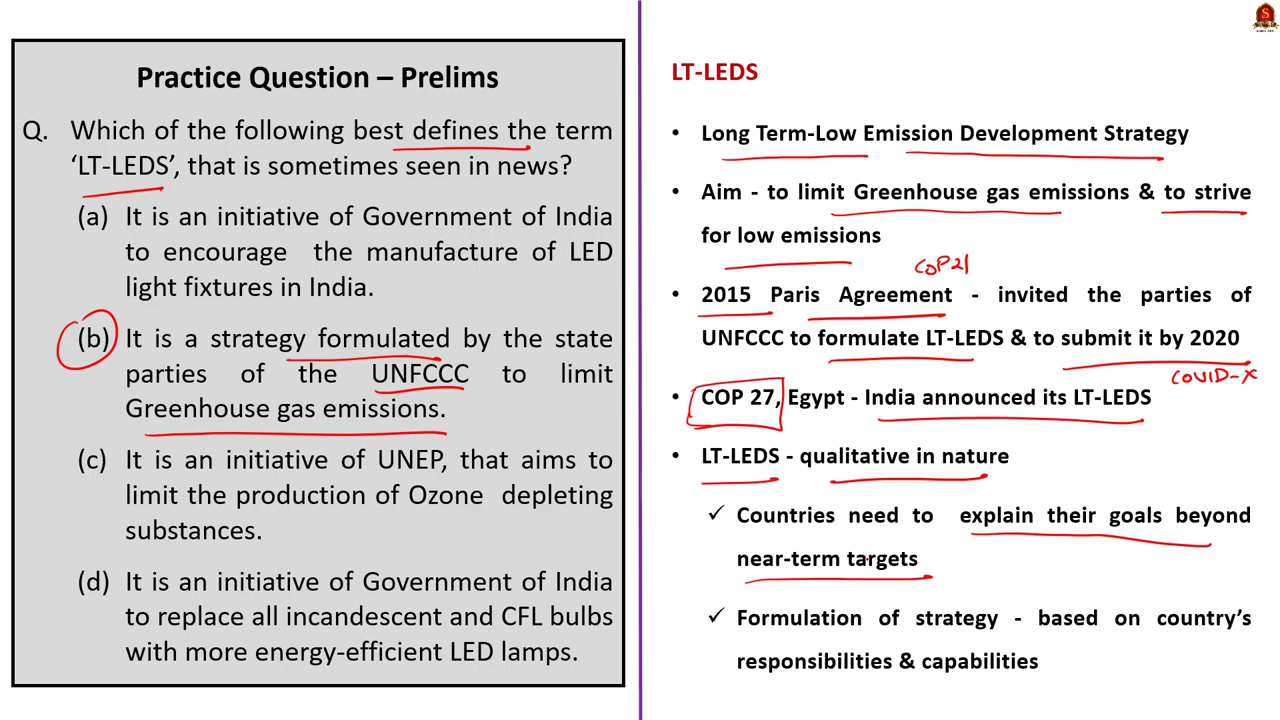 Practice Question – Prelims
Q. Which of the following best defines the term
‘LT-LEDS’, that is sometimes seen in news?
(a) It is an initiative of Government of India
to encourage the manufacture of LED
light fixtures in India.
(b) It is a strategy formulated by the state
parties of the UNFCCC to limit
Greenhouse gas emissions.
(c) It is an initiative of UNEP, that aims to
limit the production of Ozone depleting
substances.
(d) It is an initiative of Government of India
to replace all incandescent and CFL bulbs
with more energy-efficient LED lamps.
LT-LEDS
• Long Term-Low Emission Development Strategy
• Aim - to limit Greenhouse gas emissions & to strive
for low emissions
COP21
• 2015 Paris Agreement - invited the parties of
UNFCCC to formulate LT-LEDS & to submit it by 2020
COVID-X
• COP 27, Egypt - India announced its LT-LEDS
• LT-LEDS - qualitative in nature
✓ Countries need to explain their goals beyond
near-term targets
✓ Formulation of strategy - based on country’s
responsibilities & capabilities